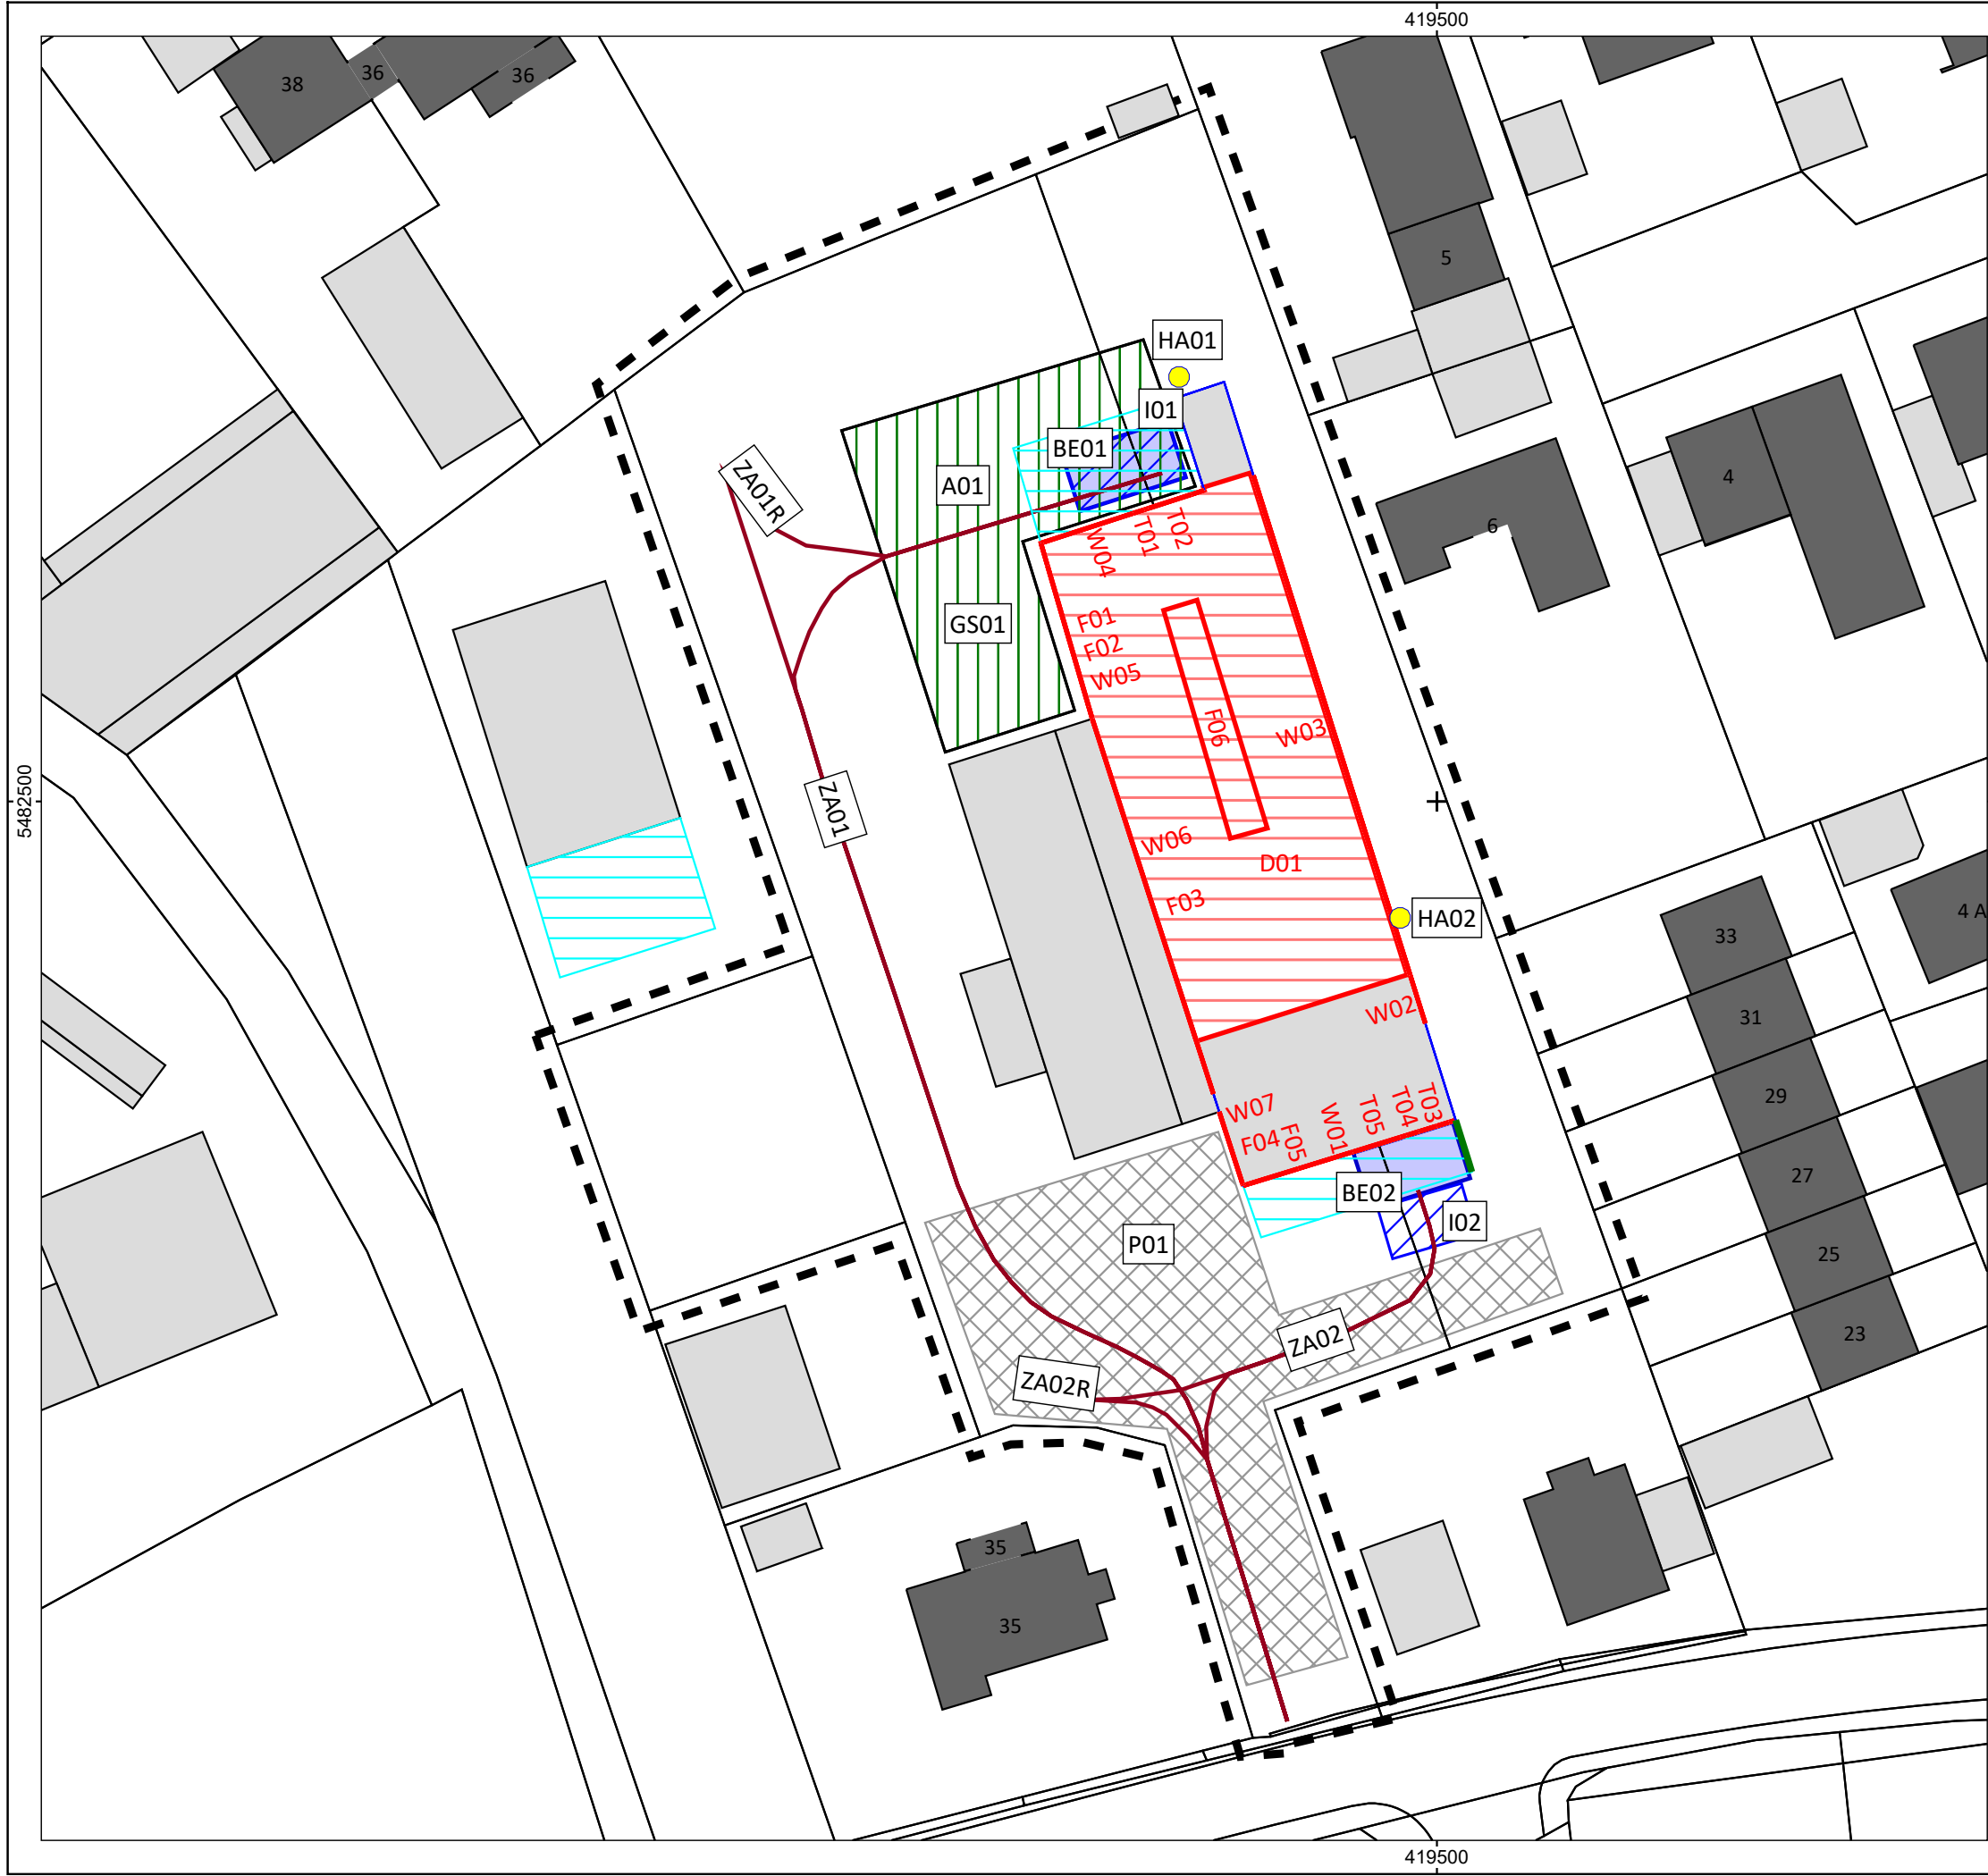 419500
38
36
36
5
HA01
I01
BE01
ZA01R
A01
4
6
T02
T01
W04
GS01
F01
F02
W05
F06
W03
5482500
ZA01
W06
D01
F03
HA02
33
4 A
W02
31
29
T03
T04
T05
W01
W07
F04
F05
27
BE02
I02
P01
25
23
ZA02
ZA02R
35
35
419500